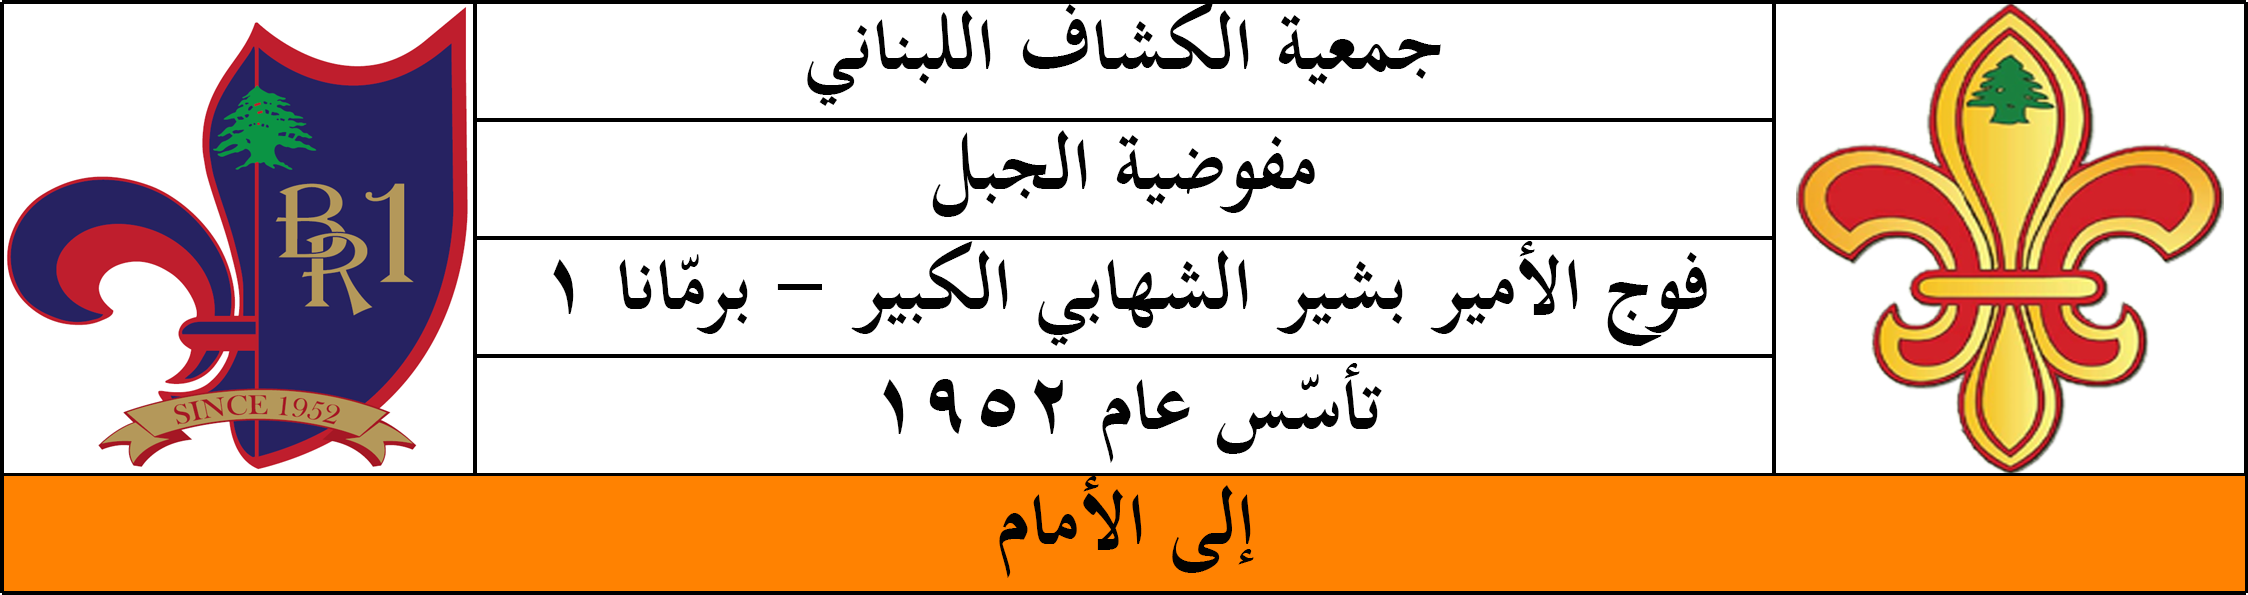 جمعية الكشاف اللبناني
مفوضية الجبل
فوج الأمير بشير الشهابي الكبير – برمّانا ١
تأسّس عام ١٩٥٢
إلى الأمام
BR1
SINCE 1952